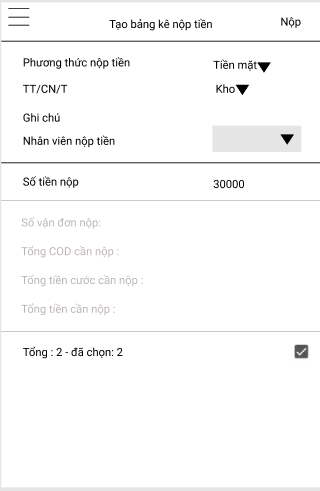 Tạo bảng kê nộp tiền
Nộp
Phương thức nộp tiền
Tiền mặt
TT/CN/T
Kho
Ghi chú
Nhân viên nộp tiền
Số tiền nộp
30000
Số vận đơn nộp:
Tổng COD cần nộp :
Tổng tiền cước cần nộp :
Tổng tiền cần nộp :
Tổng : 2 - đã chọn: 2